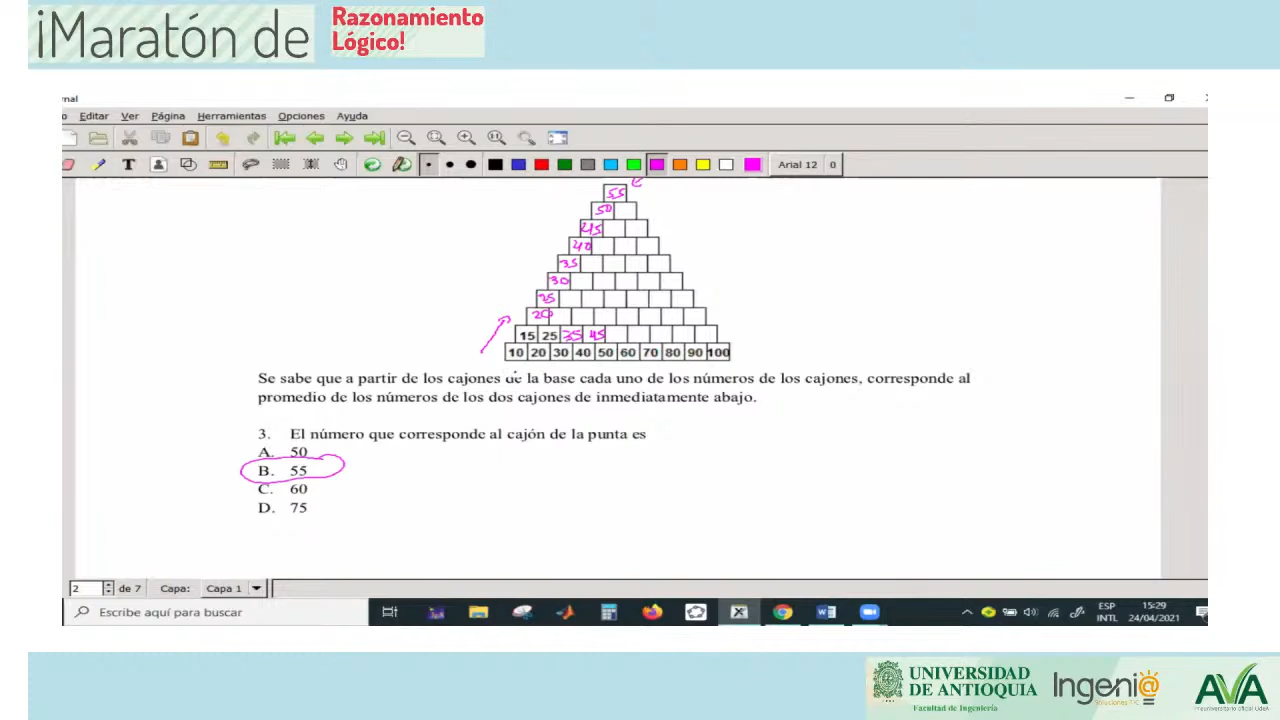 ¡Maratón de
Razonamiento
Lógico!
rnal
Editar Ver Página Herramientas Opciones Ayuda
Arial 12 0
55
50
45
40
35
30
25
20
15 25 35 45
10 20 30 40 50 60 70 80 90 100
Se sabe que a partir de los cajones de la base cada uno de los números de los cajones, corresponde al
promedio de los números de los dos cajones de inmediatamente abajo.
3. El número que corresponde al cajón de la punta es
A. 50
B. 55
C. 60
D. 75
2 de 7 Capa: Capa 1
Escribe aquí para buscar
ESP
INTL
15:29
24/04/2021
UNIVERSIDAD
DE ANTIOQUIA
Facultad de Ingeniería
Ingeni@
Soluciones TIC
AVA